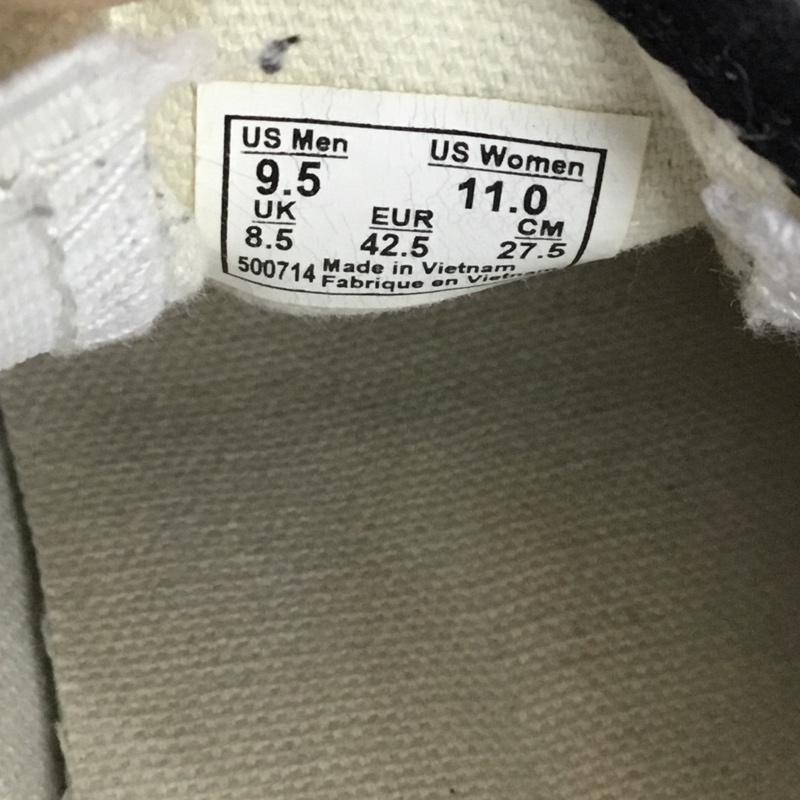 US Men US Women
9.5 11.0
UK EUR CM
8.5 42.5 27.5
500714 Made in Vietnam
Fabrique en